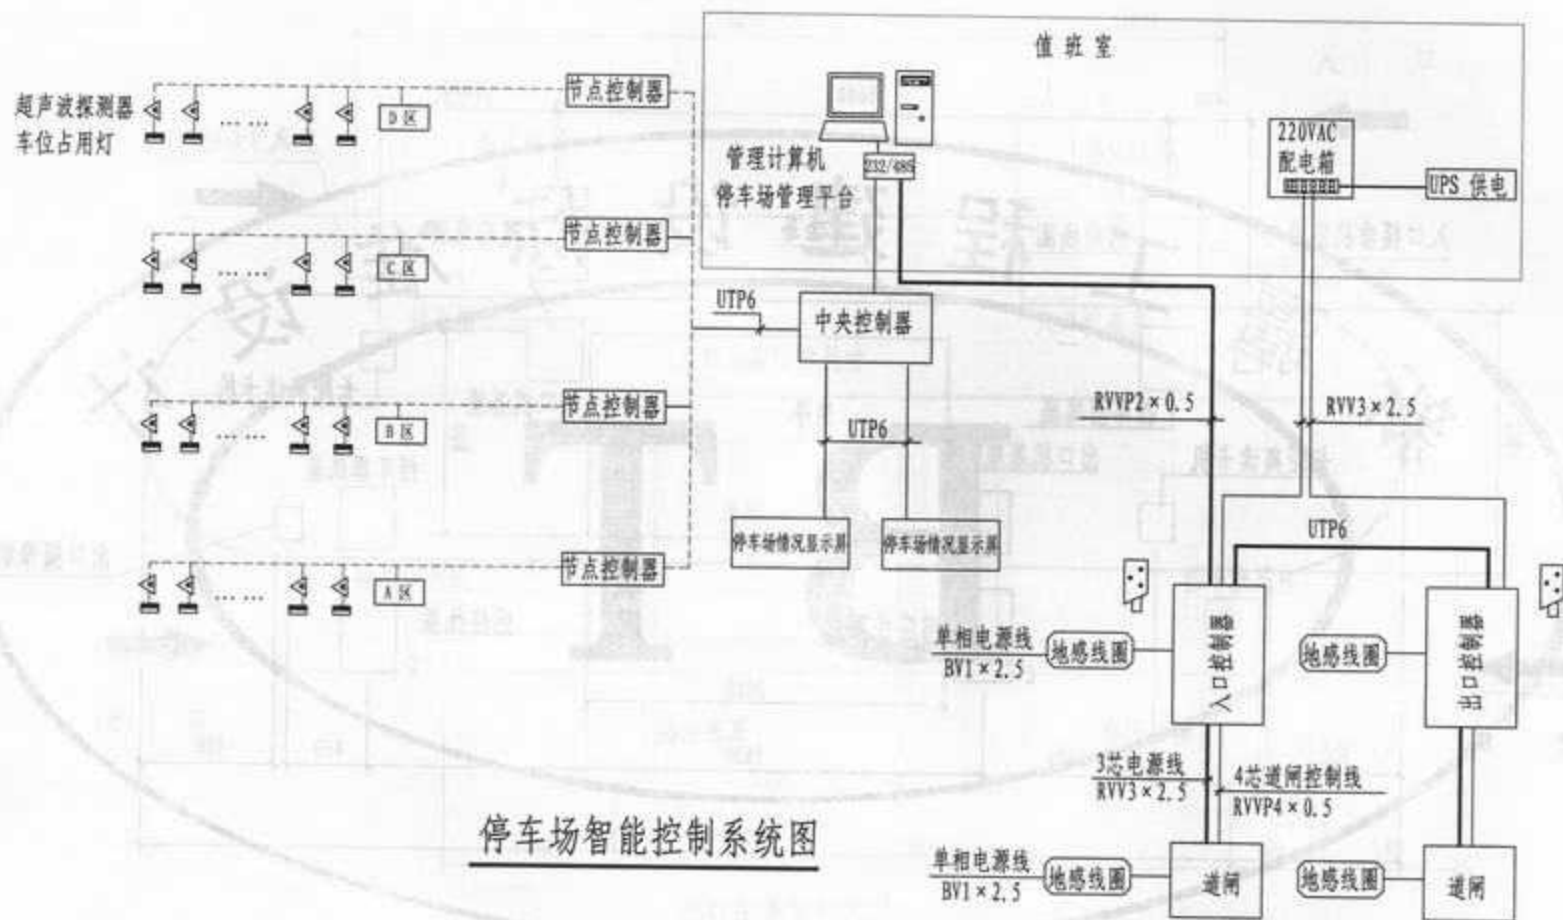 值班室
超声波探测器
车位占用灯
... ...
D 区
节点控制器
管理计算机
停车场管理平台
232/485
220VAC
配电箱
UPS 供电
... ...
C 区
节点控制器
UTP6
中央控制器
... ...
B 区
节点控制器
UTP6
RVVP2×0.5
RVV3×2.5
停车场情况显示屏
停车场情况显示屏
UTP6
... ...
A 区
节点控制器
单相电源线
BV1×2.5
地感线圈
入口控制器
地感线圈
出口控制器
3芯电源线
RVV3×2.5
4芯道闸控制线
RVVP4×0.5
停车场智能控制系统图
单相电源线
BV1×2.5
地感线圈
道闸
地感线圈
道闸